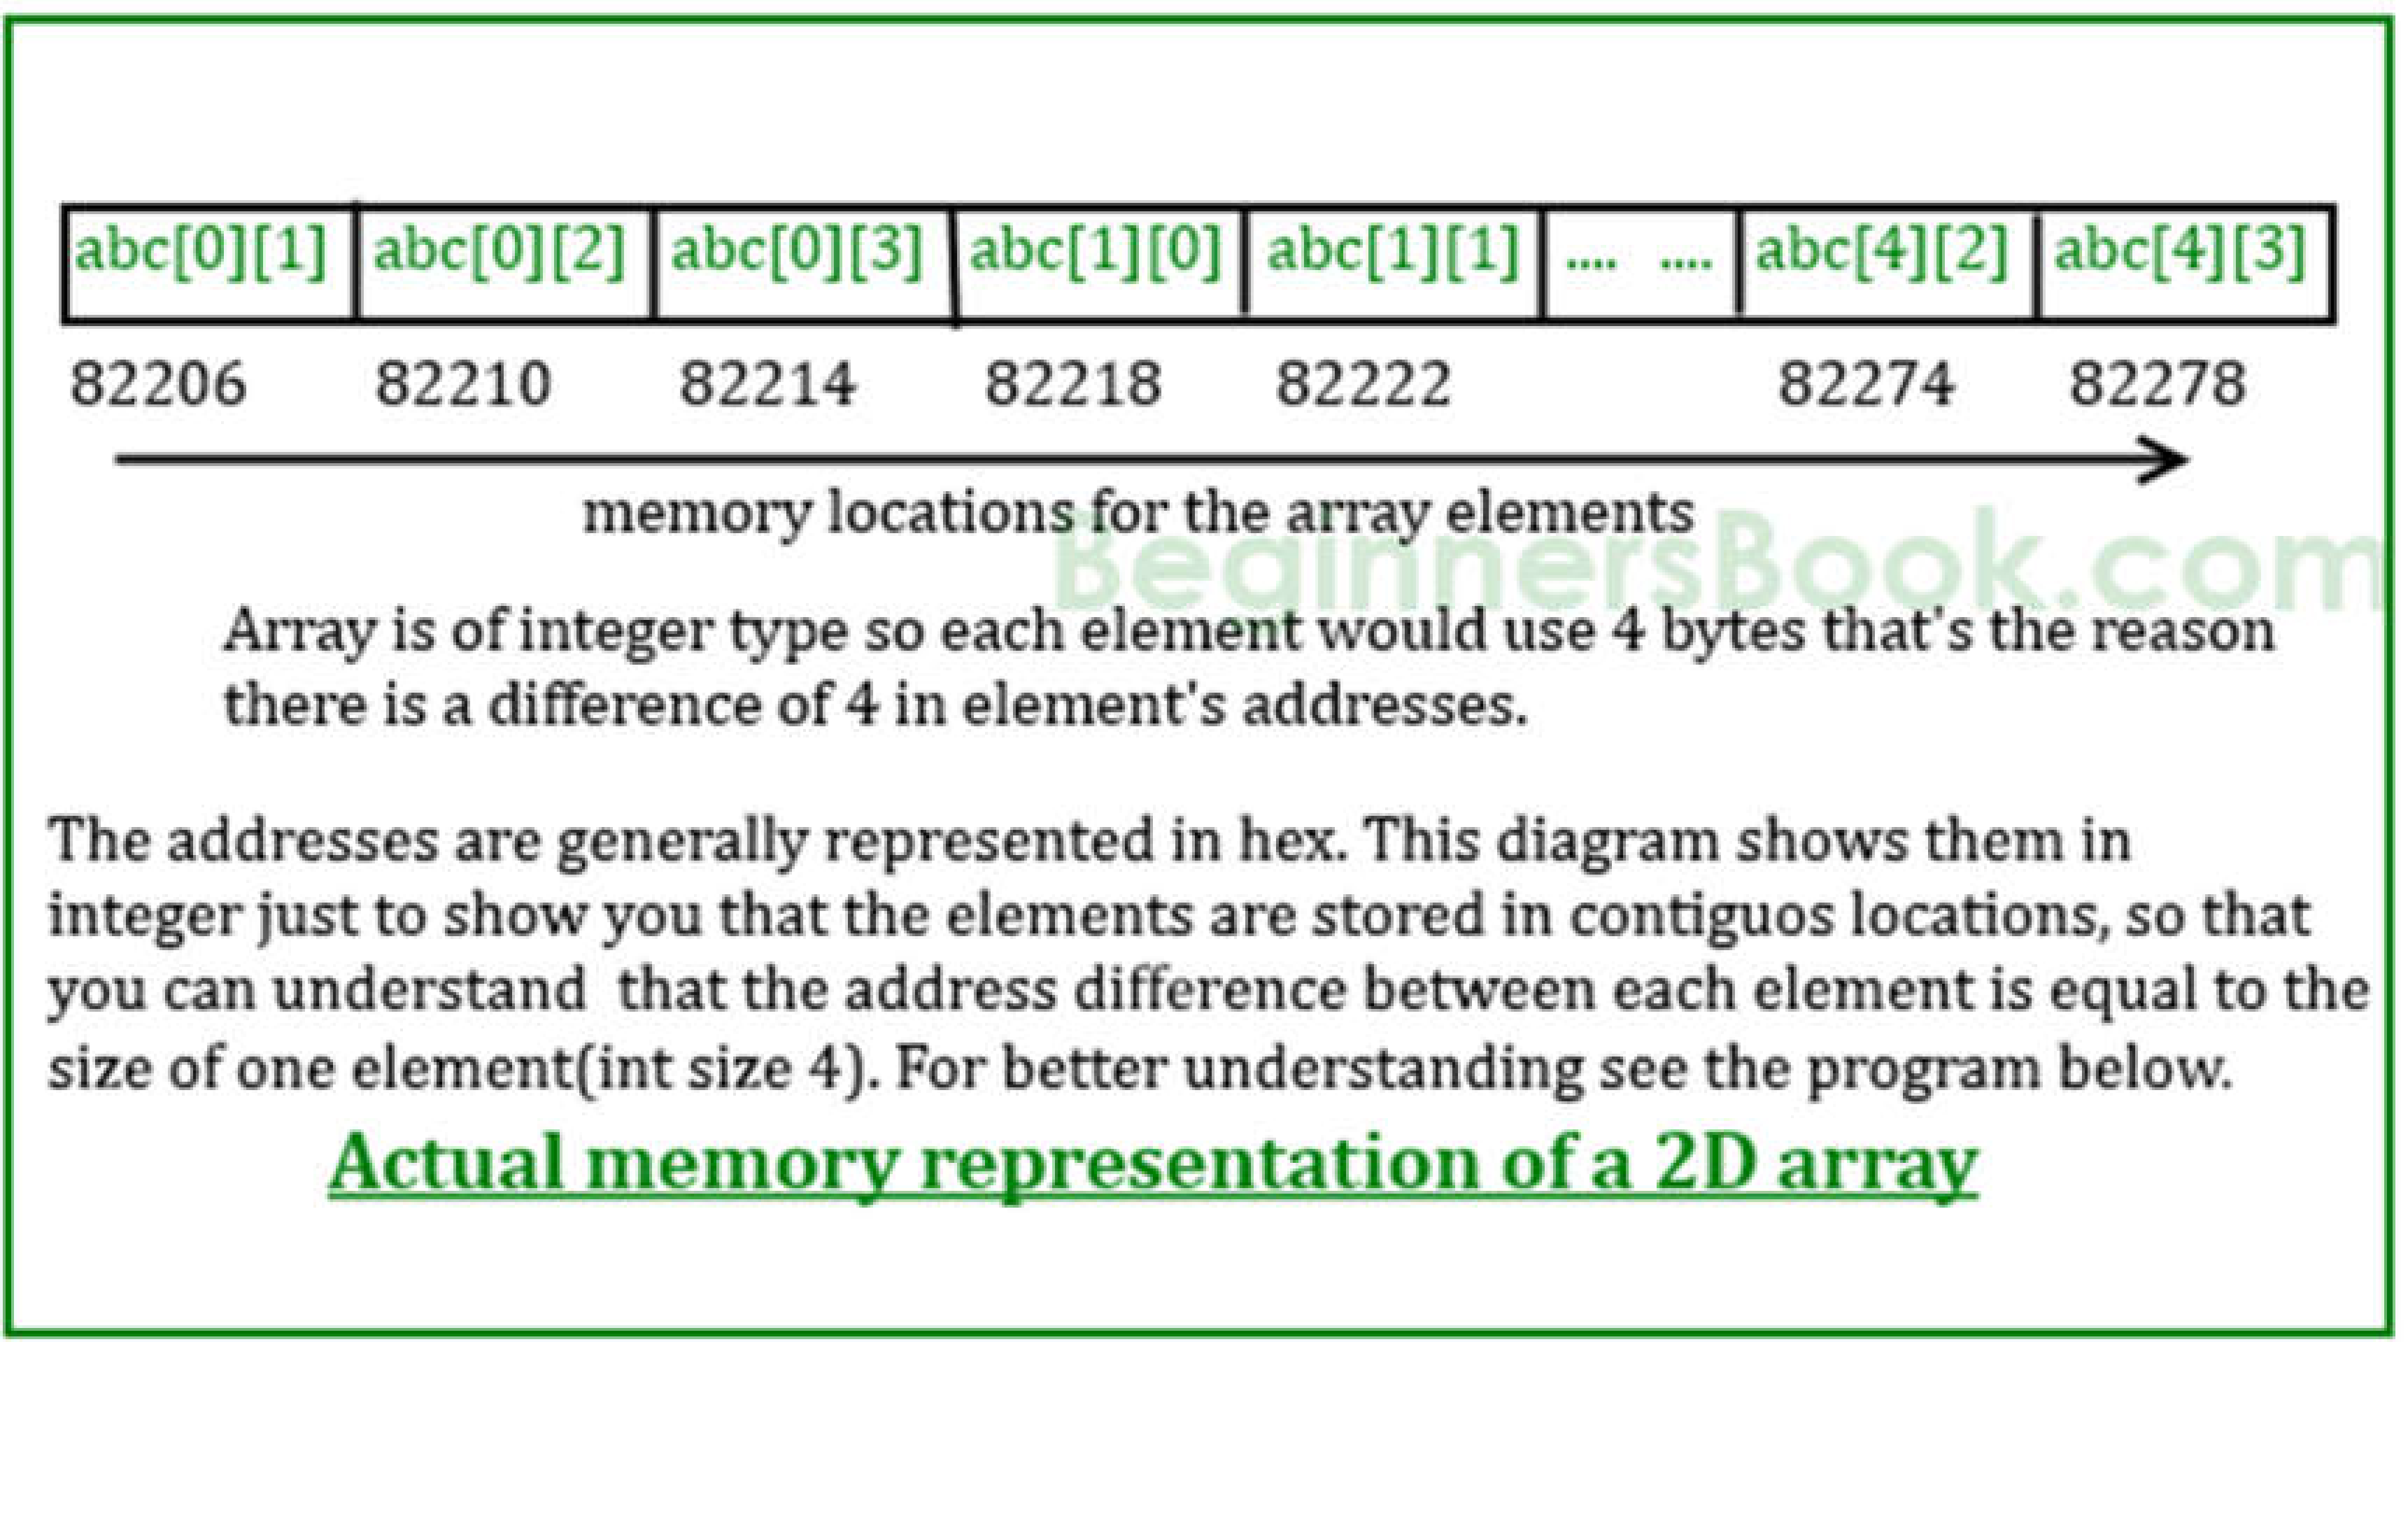 abc[0][1] abc[0][2] abc[0][3] abc[1][0] abc[1][1] .... .... abc[4][2] abc[4][3]
82206 82210 82214 82218 82222 82274 82278
memory locations for the array elements
BeginnersBook.com
Array is of integer type so each element would use 4 bytes that's the reason
there is a difference of 4 in element's addresses.
The addresses are generally represented in hex. This diagram shows them in
integer just to show you that the elements are stored in contiguos locations, so that
you can understand that the address difference between each element is equal to the
size of one element(int size 4). For better understanding see the program below.
Actual memory representation of a 2D array